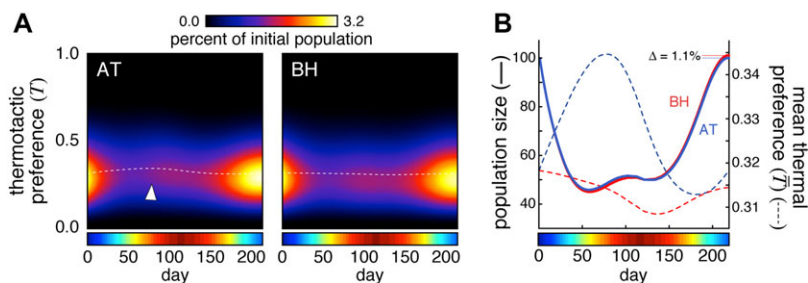 A
0.0
3.2
percent of initial population
thermotactic
preference (T)
1.0
0.5
0.0
AT
BH
0 50 100 150 200
day
0 50 100 150 200
day
B
population size (—)
100
80
60
40
Δ = 1.1%
BH
AT
0.34
0.33
0.32
0.31
mean thermal
preference (T̄) (----)
0 50 100 150 200
day